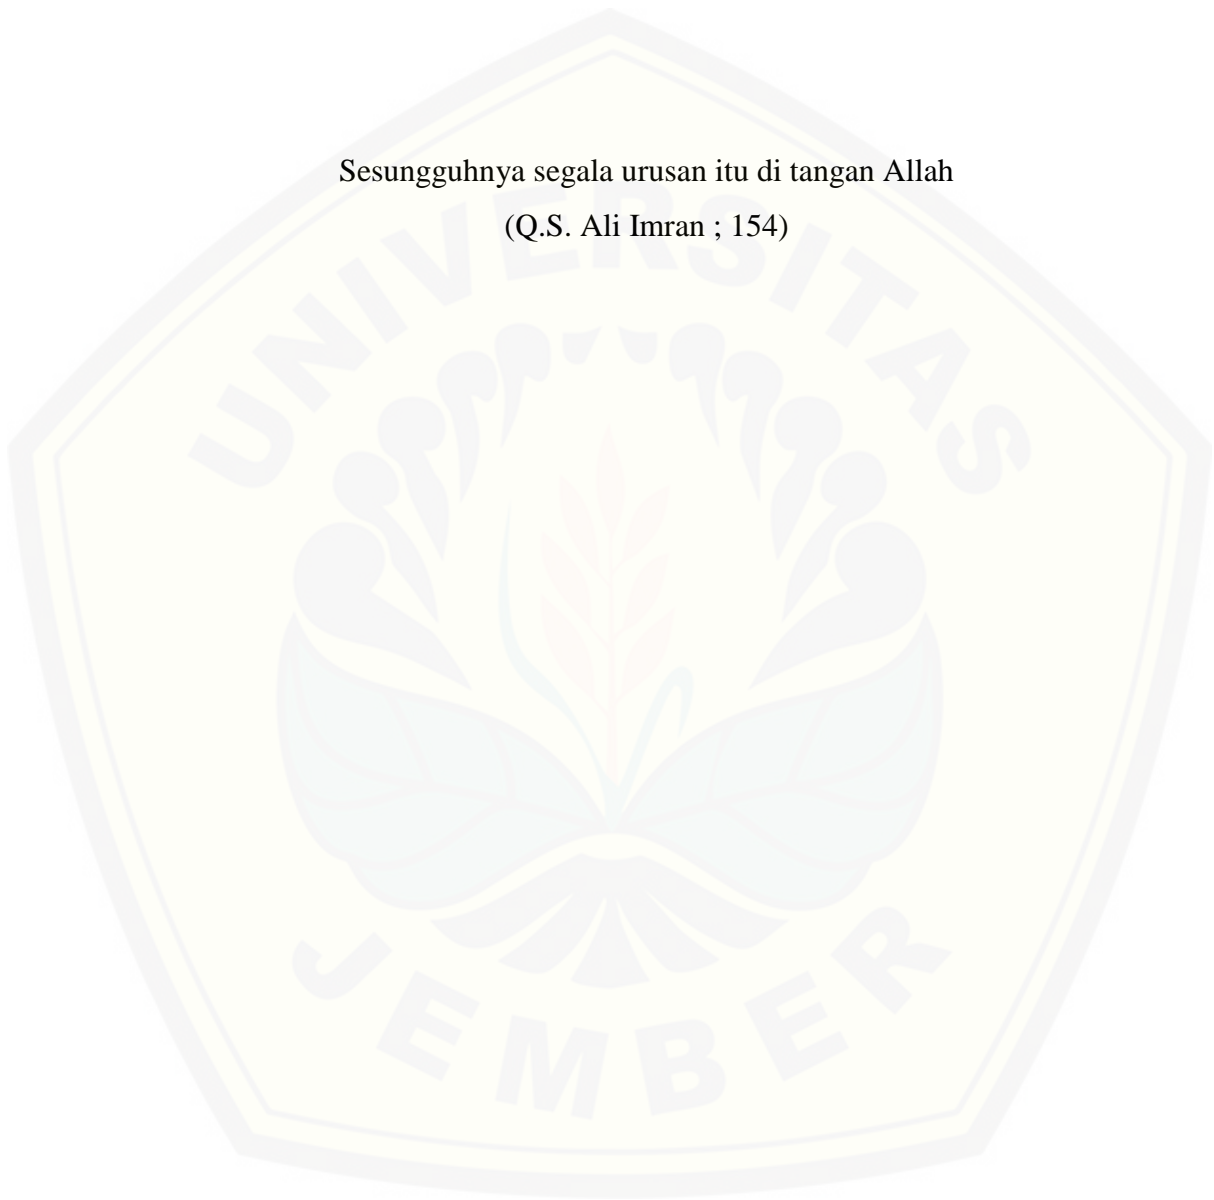 Sesungguhnya segala urusan itu di tangan Allah
(Q.S. Ali Imran ; 154)
UNIVERSITAS
JEMBER